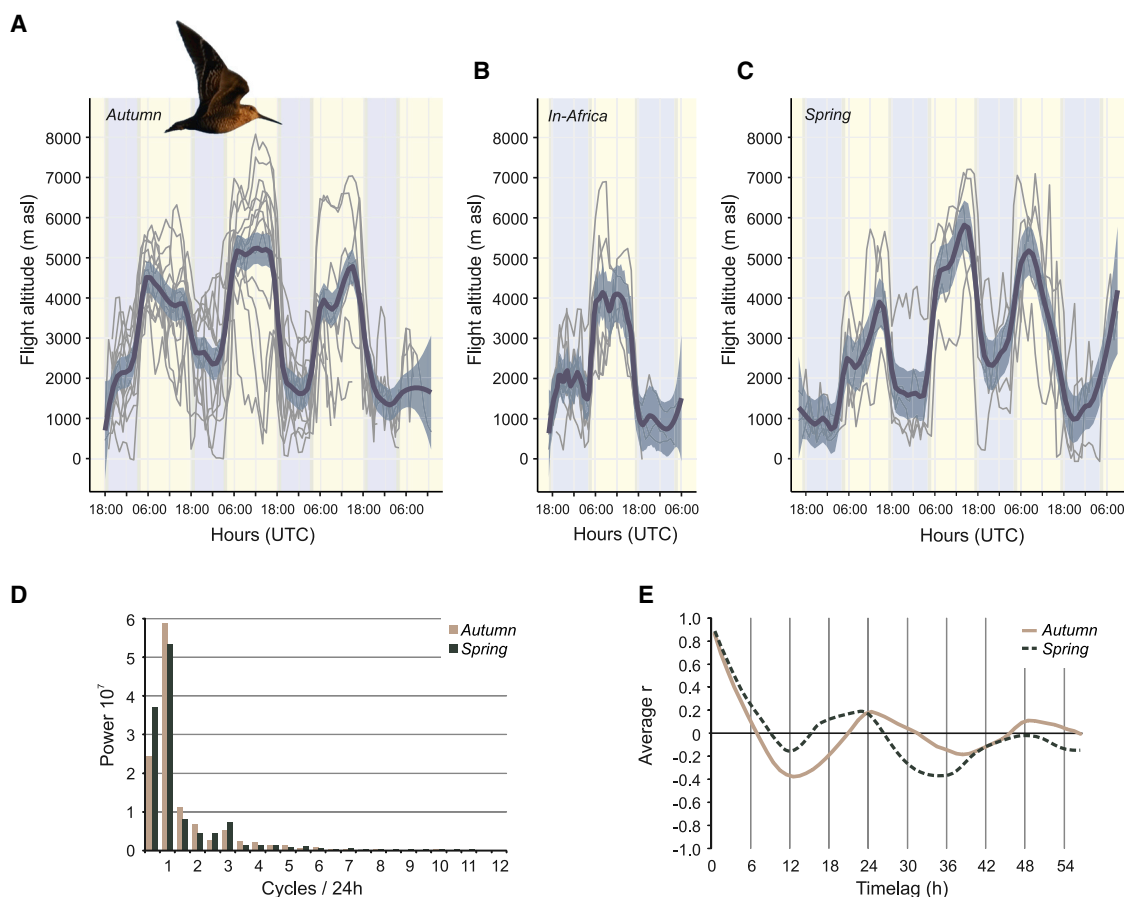 A
B
C
Autumn
In-Africa
Spring
Flight altitude (m asl)
8000
7000
6000
5000
4000
3000
2000
1000
0
18:00 06:00 18:00 06:00 18:00 06:00 18:00 06:00
Hours (UTC)
Flight altitude (m asl)
8000
7000
6000
5000
4000
3000
2000
1000
0
18:00 06:00 18:00 06:00
Hours (UTC)
Flight altitude (m asl)
8000
7000
6000
5000
4000
3000
2000
1000
0
18:00 06:00 18:00 06:00 18:00 06:00 18:00 06:00
Hours (UTC)
D
Power 10⁷
6
5
4
3
2
1
0
Autumn
Spring
1 2 3 4 5 6 7 8 9 10 11 12
Cycles / 24h
E
Average r
1.0
0.8
0.6
0.4
0.2
0
-0.2
-0.4
-0.6
-0.8
-1.0
Autumn
Spring
0 6 12 18 24 30 36 42 48 54
Timelag (h)